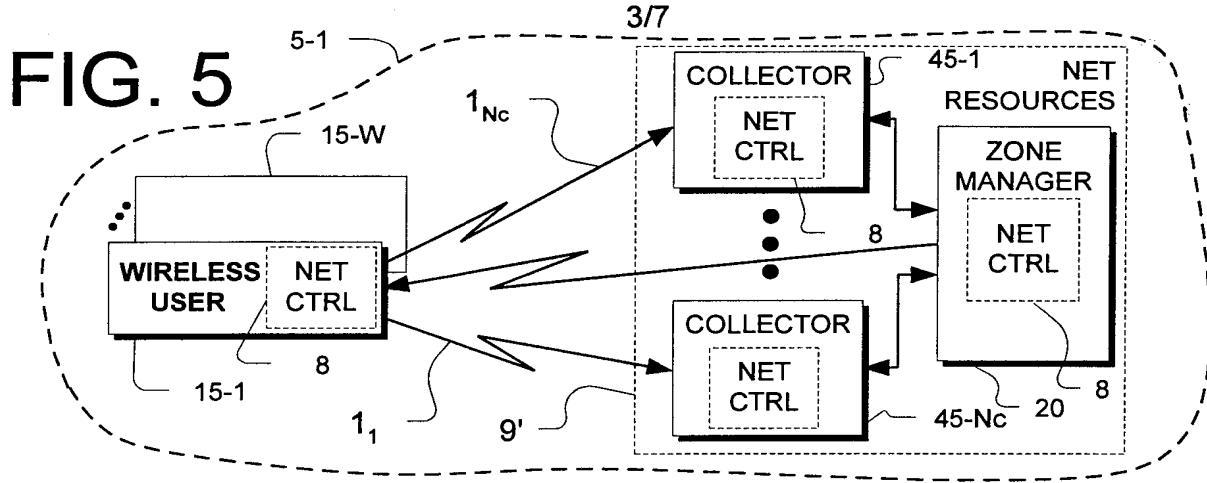 3/7
FIG. 5
5-1
45-1
COLLECTOR
NET
CTRL
NET
RESOURCES
1Nc
15-W
ZONE
MANAGER
NET
CTRL
8
WIRELESS
USER
NET
CTRL
COLLECTOR
NET
CTRL
15-1
8
11
9'
45-Nc
20
8